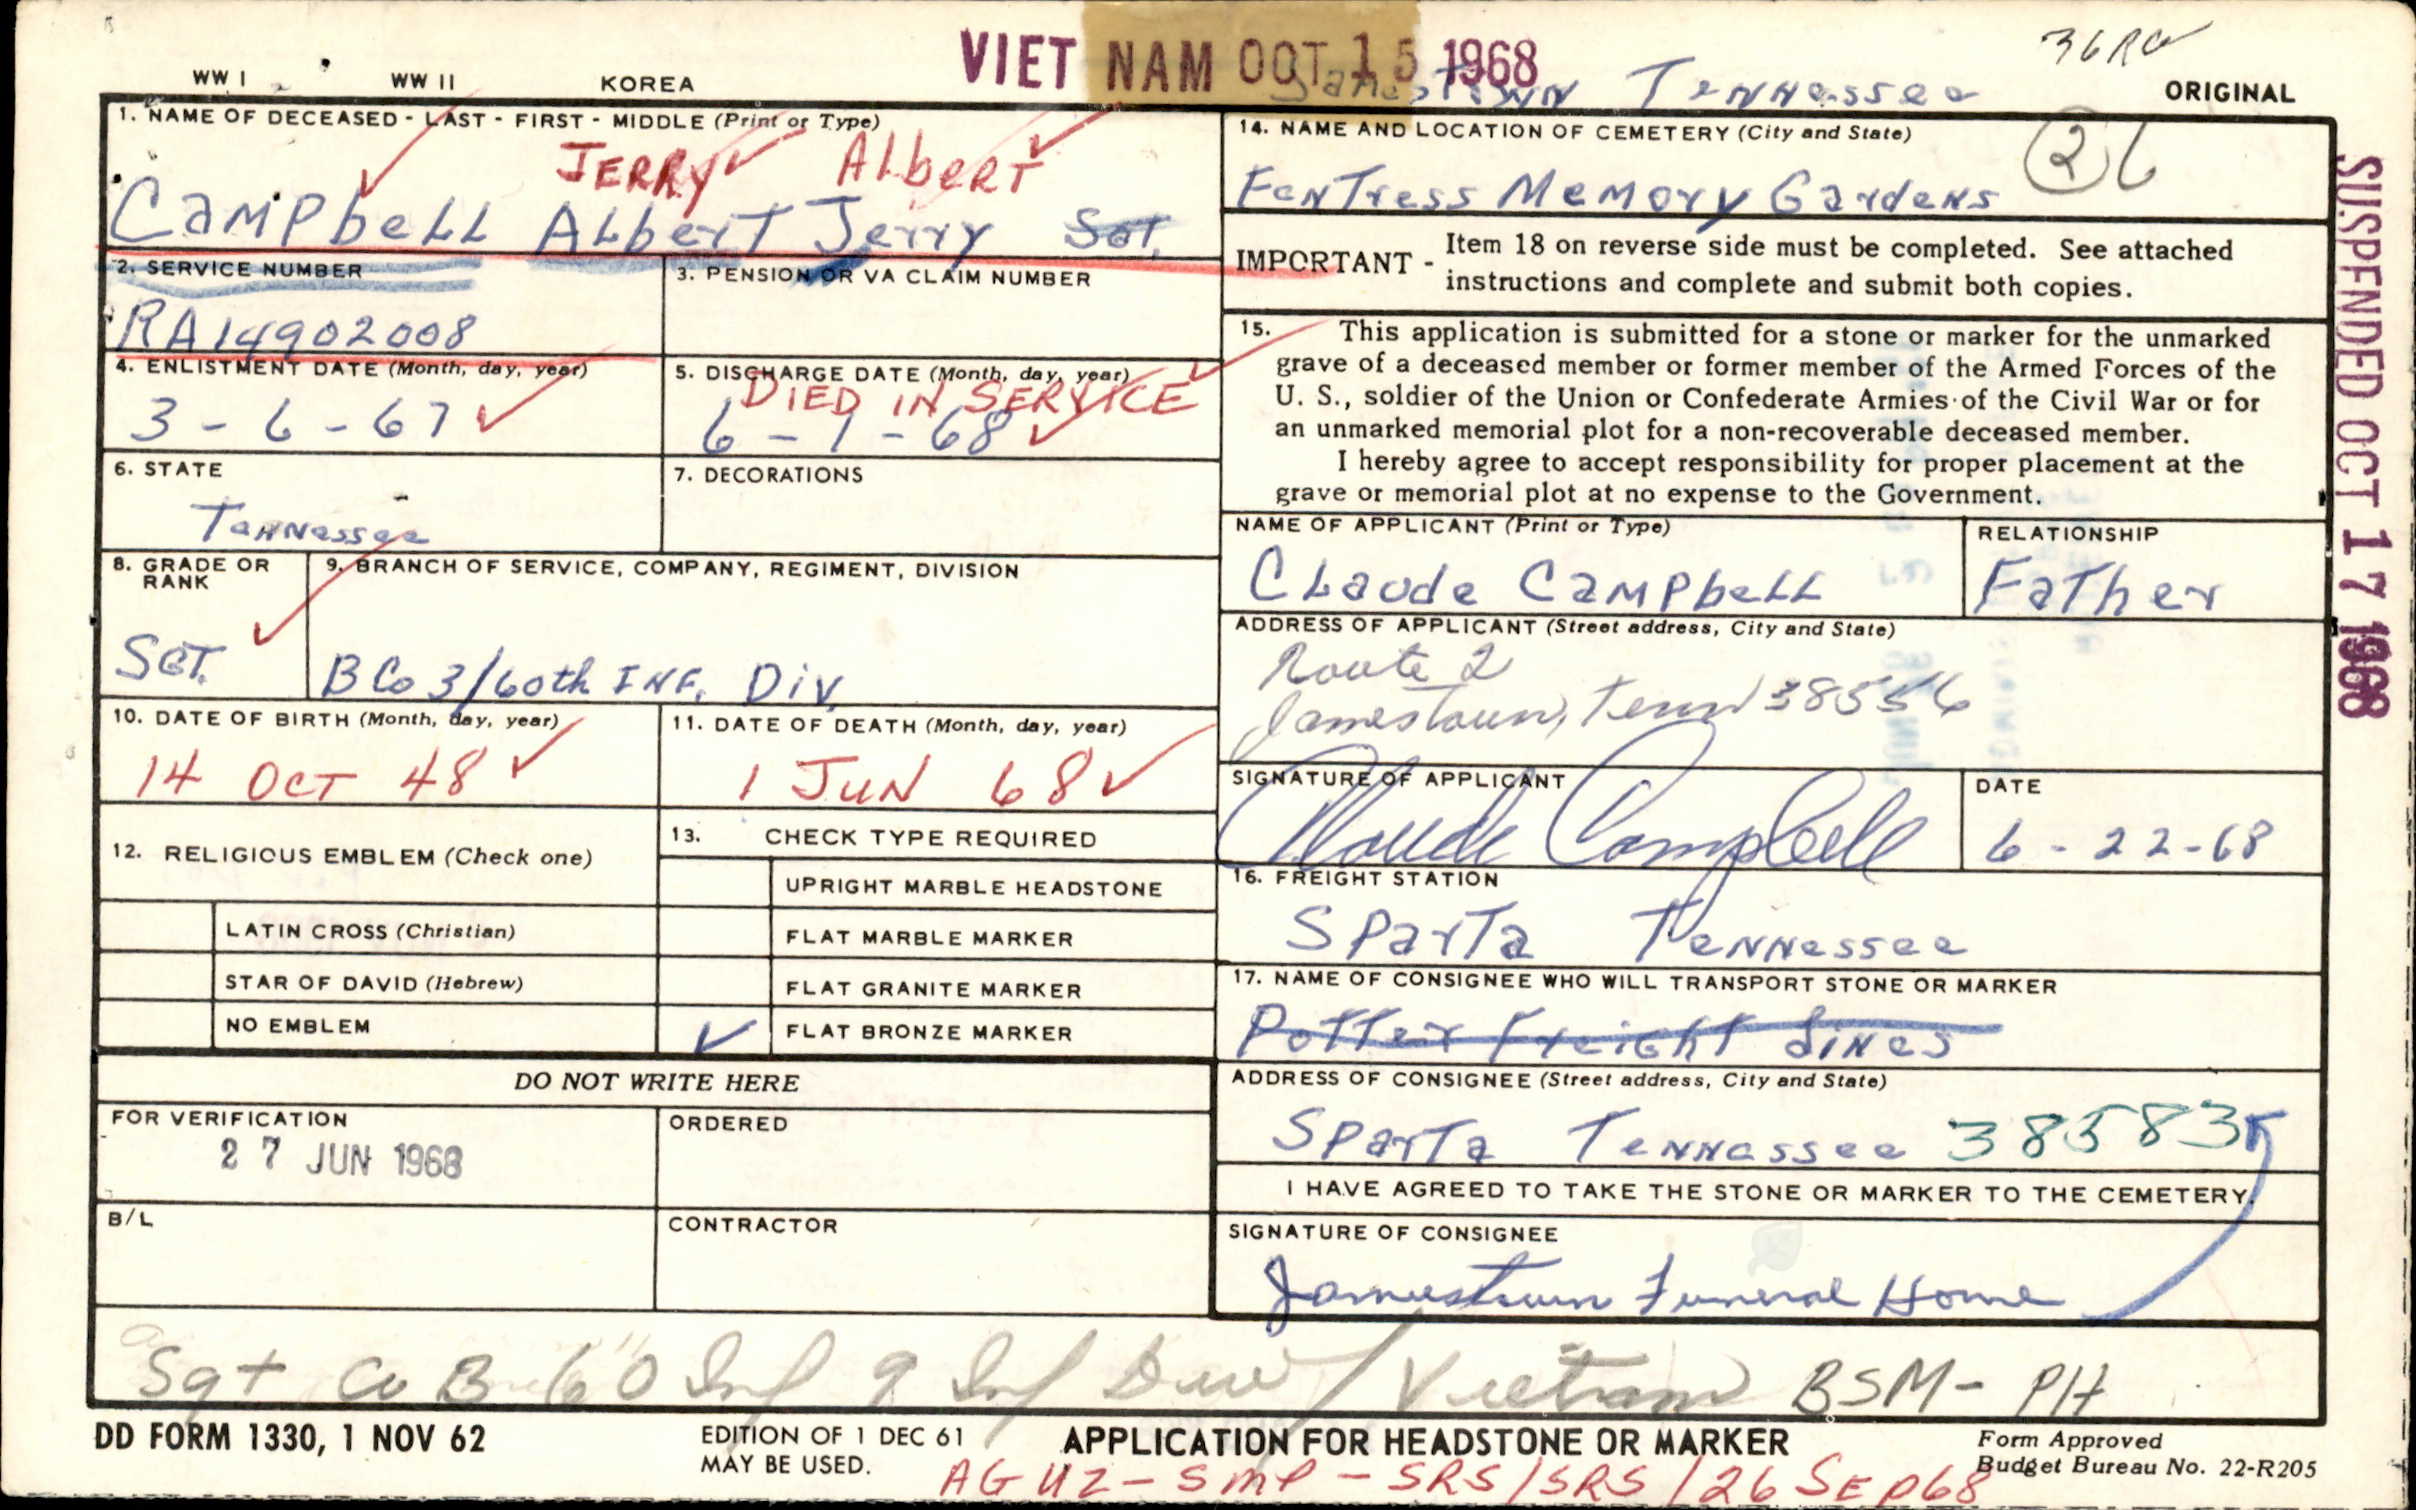 VIET NAM OCT 15 1968
36RC
WW I WW II KOREA
Jamestown Tennessee
ORIGINAL
1. NAME OF DECEASED - LAST - FIRST - MIDDLE (Print or Type)
JERRY AlbERT
CAMPbeLL ALberT Jerry Sgt.
2. SERVICE NUMBER
RA14902008
3. PENSION OR VA CLAIM NUMBER
4. ENLISTMENT DATE (Month, day, year)
3 - 6 - 67
5. DISCHARGE DATE (Month, day, year)
DIED IN SERVICE
6 - 1 - 68
6. STATE
Tennessee
7. DECORATIONS
8. GRADE OR RANK
SGT.
9. BRANCH OF SERVICE, COMPANY, REGIMENT, DIVISION
B Co 3/60th INF. Div.
10. DATE OF BIRTH (Month, day, year)
14 OCT 48
11. DATE OF DEATH (Month, day, year)
1 JUN 68
12. RELIGIOUS EMBLEM (Check one)
LATIN CROSS (Christian)
STAR OF DAVID (Hebrew)
NO EMBLEM
13. CHECK TYPE REQUIRED
UPRIGHT MARBLE HEADSTONE
FLAT MARBLE MARKER
FLAT GRANITE MARKER
✓ FLAT BRONZE MARKER
DO NOT WRITE HERE
FOR VERIFICATION
27 JUN 1968
ORDERED
B/L
CONTRACTOR
14. NAME AND LOCATION OF CEMETERY (City and State)
26
FenTress Memory Gardens
IMPORTANT - Item 18 on reverse side must be completed. See attached
instructions and complete and submit both copies.
15. This application is submitted for a stone or marker for the unmarked
grave of a deceased member or former member of the Armed Forces of the
U. S., soldier of the Union or Confederate Armies of the Civil War or for
an unmarked memorial plot for a non-recoverable deceased member.
I hereby agree to accept responsibility for proper placement at the
grave or memorial plot at no expense to the Government.
NAME OF APPLICANT (Print or Type)
CLaude CAMPbeLL
RELATIONSHIP
FaTher
ADDRESS OF APPLICANT (Street address, City and State)
Route 2
Jamestown, Tenn 38556
SIGNATURE OF APPLICANT
Claude Campbell
DATE
6 - 22 - 68
16. FREIGHT STATION
SParTa Tennessee
17. NAME OF CONSIGNEE WHO WILL TRANSPORT STONE OR MARKER
Potter Freight Lines
ADDRESS OF CONSIGNEE (Street address, City and State)
SParTa Tennessee 38583
I HAVE AGREED TO TAKE THE STONE OR MARKER TO THE CEMETERY.
SIGNATURE OF CONSIGNEE
Jamestown Funeral Home
SUSPENDED OCT 17 1968
Sgt Co B 60 Inf 9 Inf Div / Vietnam BSM - PH
DD FORM 1330, 1 NOV 62
EDITION OF 1 DEC 61
MAY BE USED.
APPLICATION FOR HEADSTONE OR MARKER
Form Approved
Budget Bureau No. 22-R205
AGUZ - SMP - SRS/SRS/26 SEP68